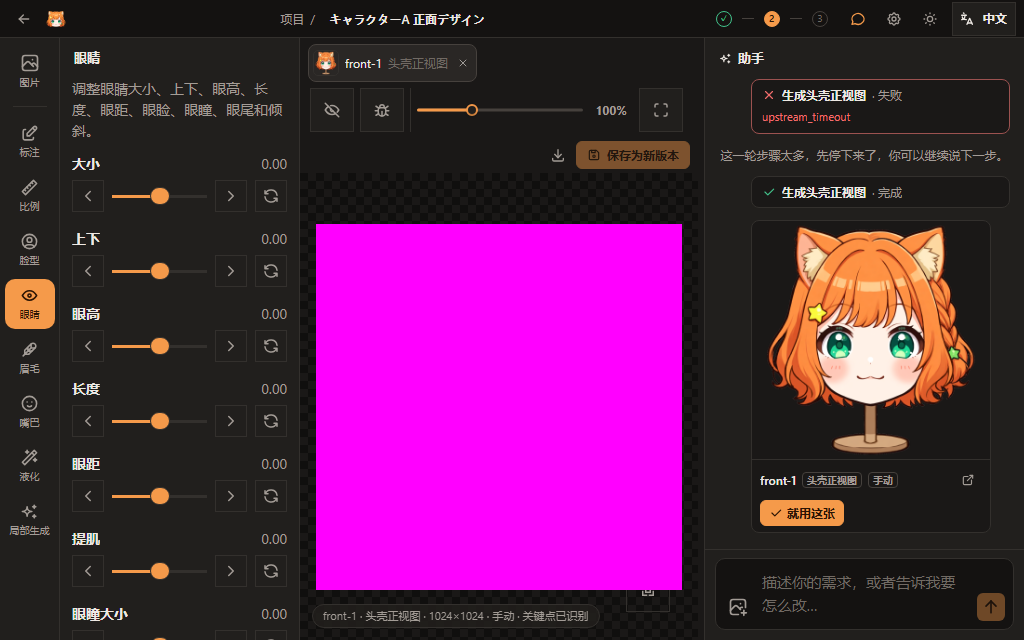 项目 / キャラクターA 正面デザイン
2
3
中文
图片
标注
比例
脸型
眼睛
眉毛
嘴巴
液化
局部生成
眼睛
调整眼睛大小、上下、眼高、长
度、眼距、眼睑、眼瞳、眼尾和倾
斜。
大小 0.00
上下 0.00
眼高 0.00
长度 0.00
眼距 0.00
提肌 0.00
眼瞳大小 0.00
front-1 头壳正视图
100%
保存为新版本
front-1 · 头壳正视图 · 1024×1024 · 手动 · 关键点已识别
助手
生成头壳正视图 · 失败
upstream_timeout
这一轮步骤太多，先停下来了，你可以继续说下一步。
生成头壳正视图 · 完成
front-1 头壳正视图 手动
就用这张
描述你的需求，或者告诉我要
怎么改...